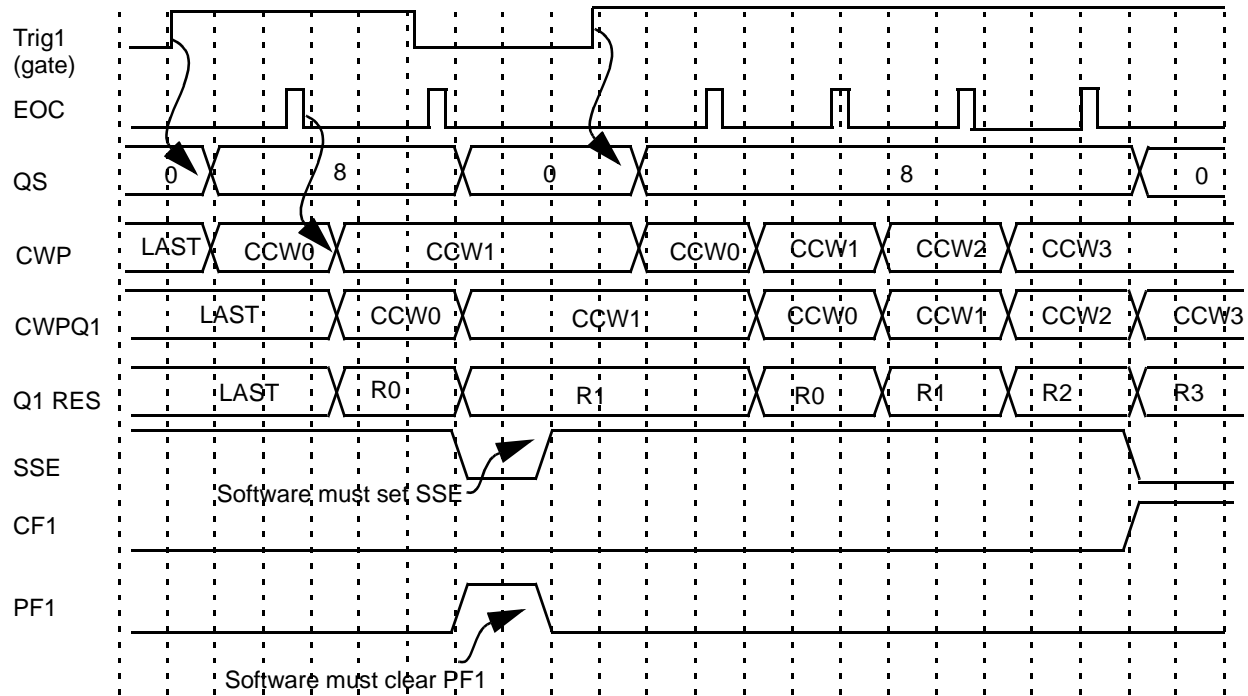 Trig1
(gate)
EOC
QS 0 8 0 8 0
CWP LAST CCW0 CCW1 CCW0 CCW1 CCW2 CCW3
CWPQ1 LAST CCW0 CCW1 CCW0 CCW1 CCW2 CCW3
Q1 RES LAST R0 R1 R0 R1 R2 R3
SSE
Software must set SSE
CF1
PF1
Software must clear PF1